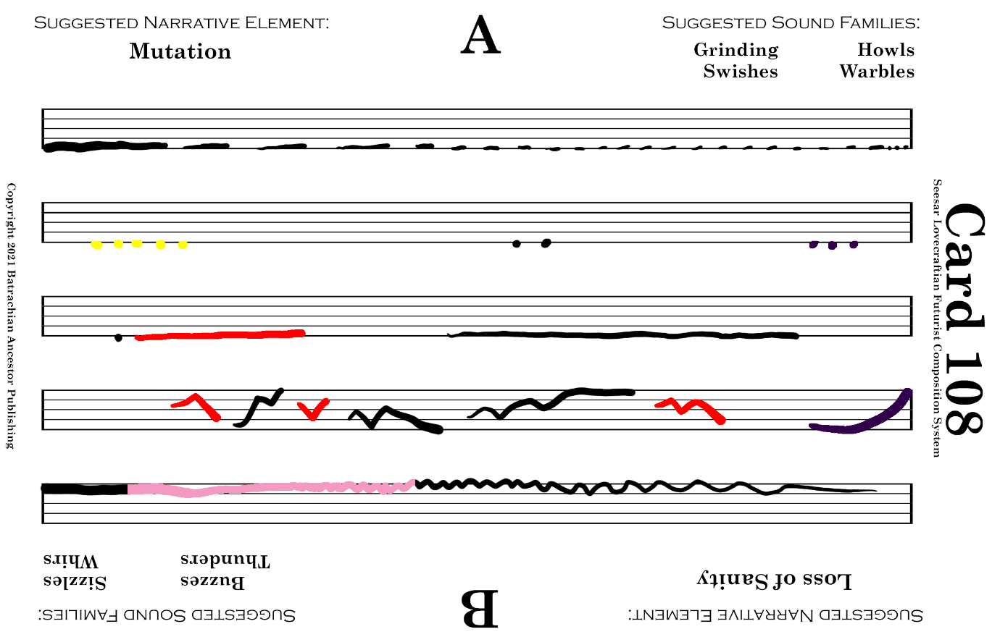 SUGGESTED NARRATIVE ELEMENT:
Mutation
A
SUGGESTED SOUND FAMILIES:
Grinding Howls
Swishes Warbles
Copyright 2021 Batrachian Ancestor Publishing
Card 108
Seesar Lovecraftian Futurist Composition System
B
SUGGESTED NARRATIVE ELEMENT:
Loss of Sanity
SUGGESTED SOUND FAMILIES:
Buzzes Sizzles
Thunders Whirs